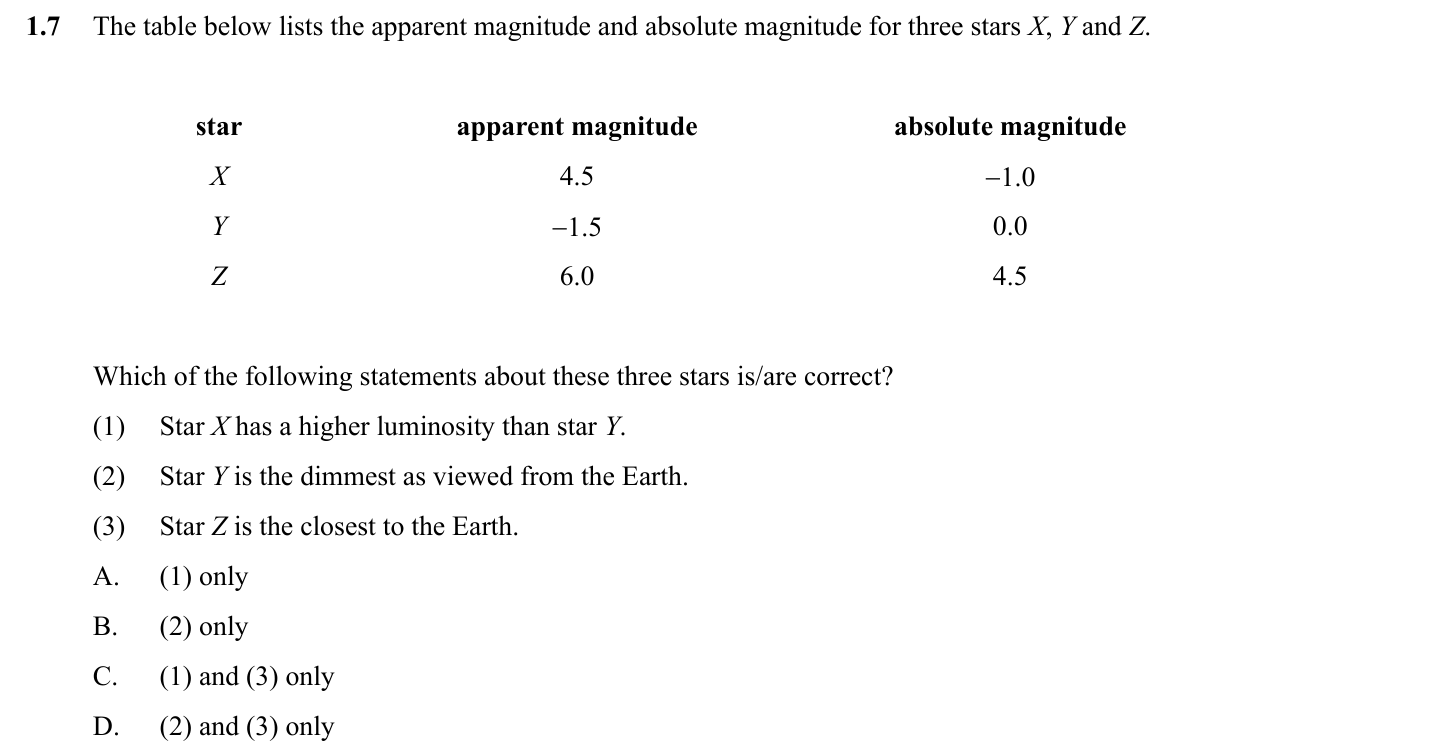 1.7 The table below lists the apparent magnitude and absolute magnitude for three stars X, Y and Z.
star apparent magnitude absolute magnitude
X 4.5 –1.0
Y –1.5 0.0
Z 6.0 4.5
Which of the following statements about these three stars is/are correct?
(1) Star X has a higher luminosity than star Y.
(2) Star Y is the dimmest as viewed from the Earth.
(3) Star Z is the closest to the Earth.
A. (1) only
B. (2) only
C. (1) and (3) only
D. (2) and (3) only